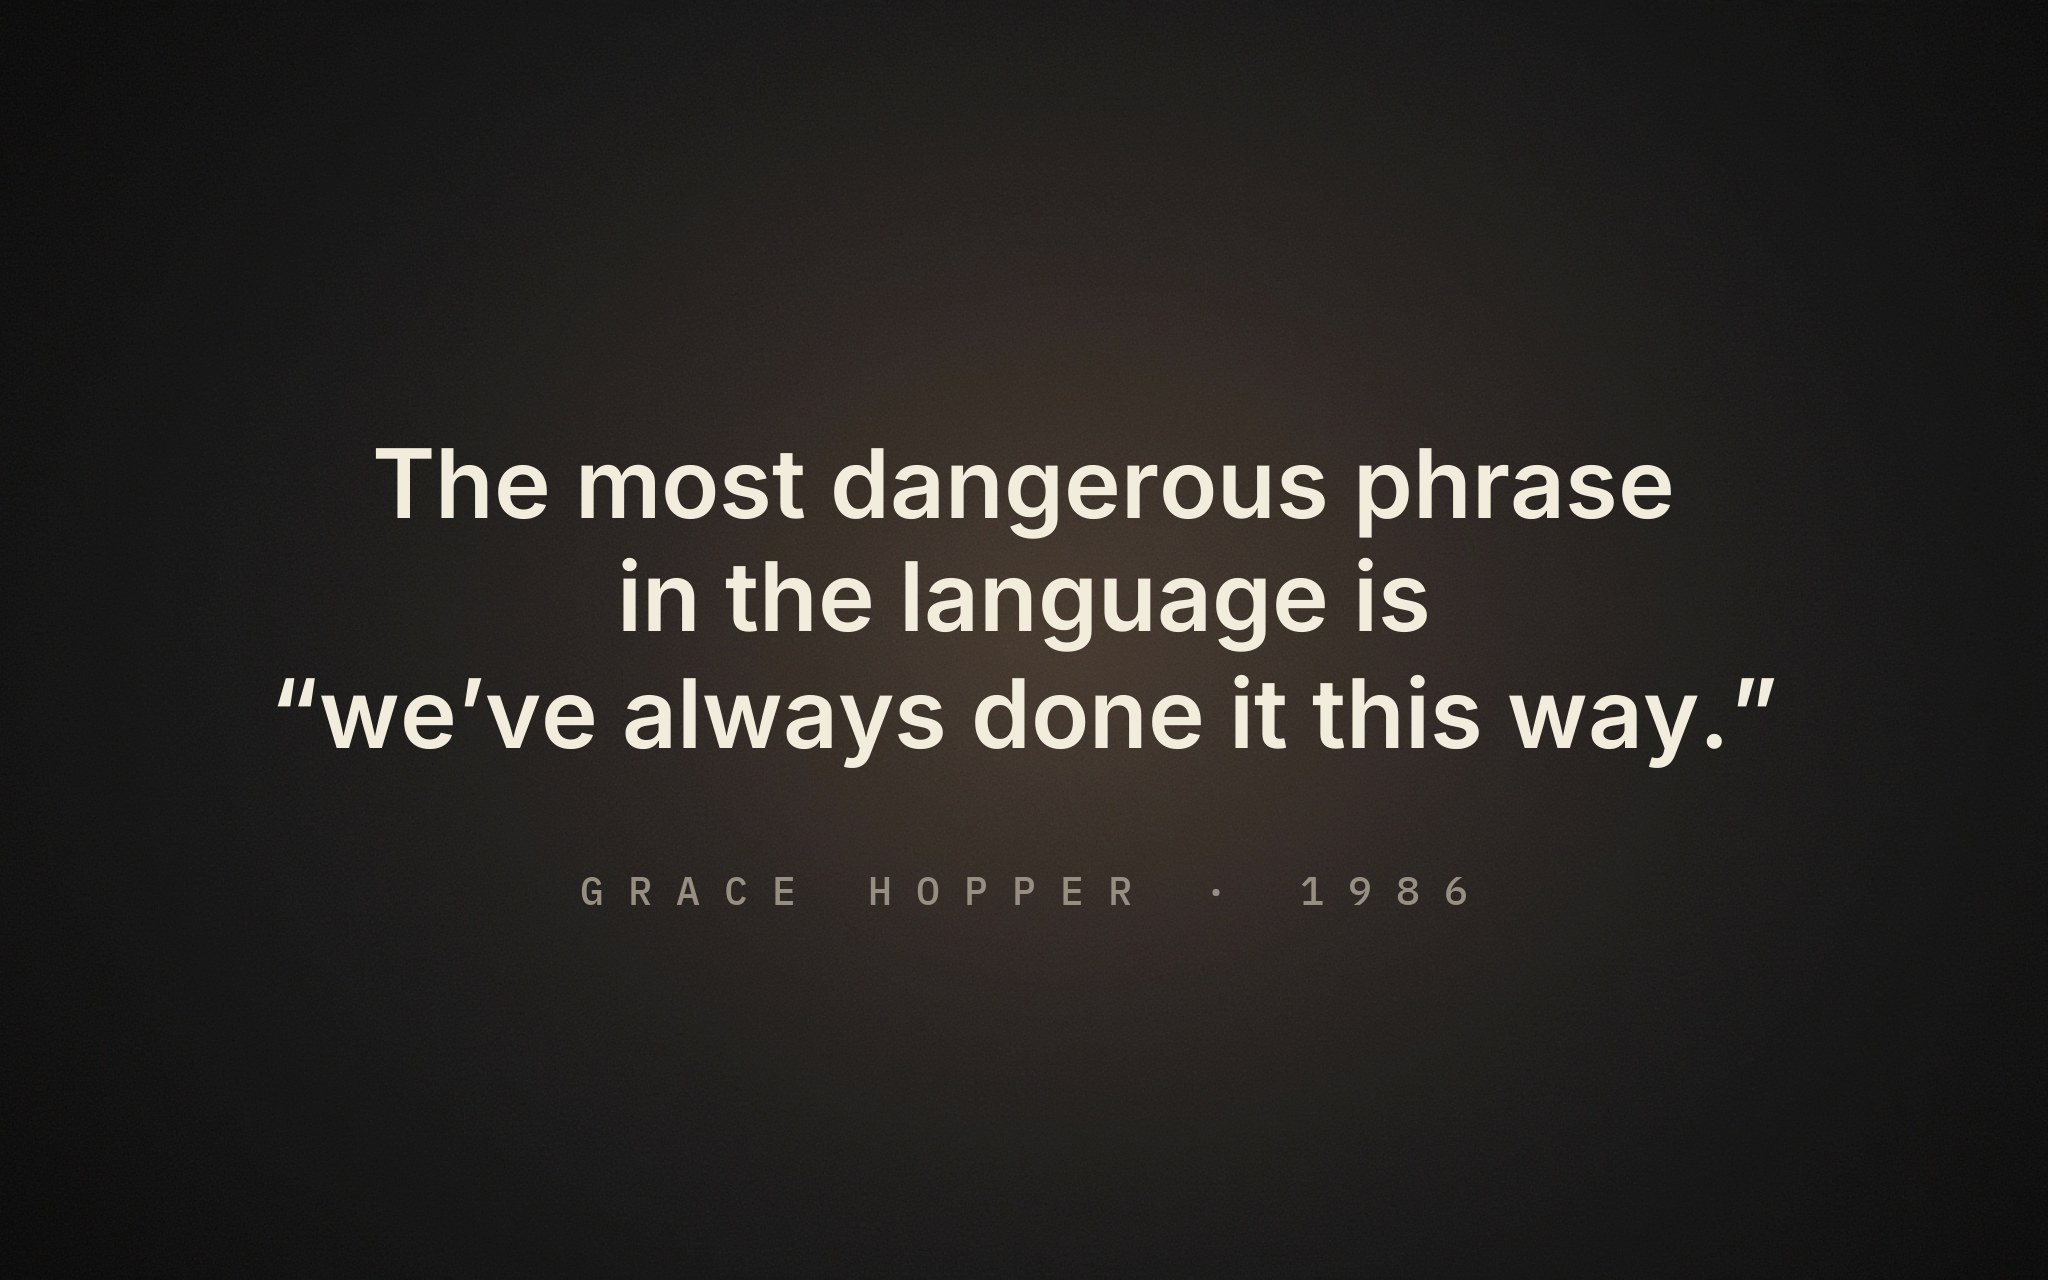 The most dangerous phrase
in the language is
“we’ve always done it this way.”
GRACE HOPPER · 1986